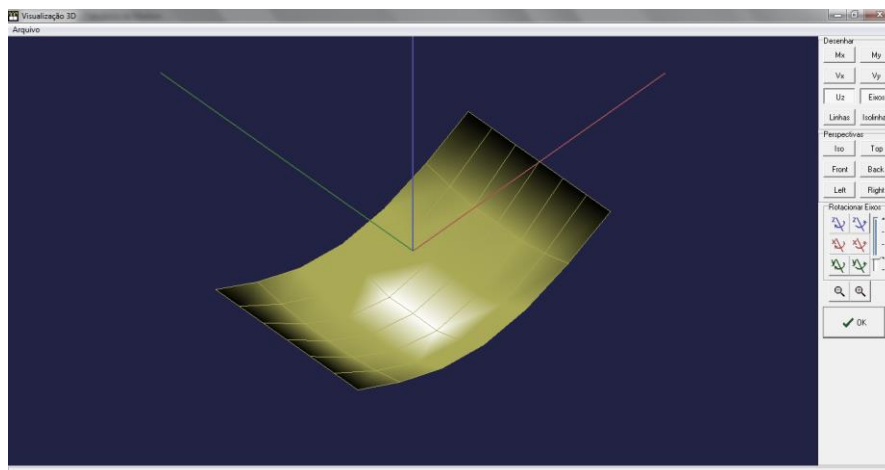 Visualização 3D
Arquivo
Desenhar
Mx My
Vx Vy
Uz Eixos
Linhas Isolinha
Perspectivas
Iso Top
Front Back
Left Right
Rotacionar Eixos
OK